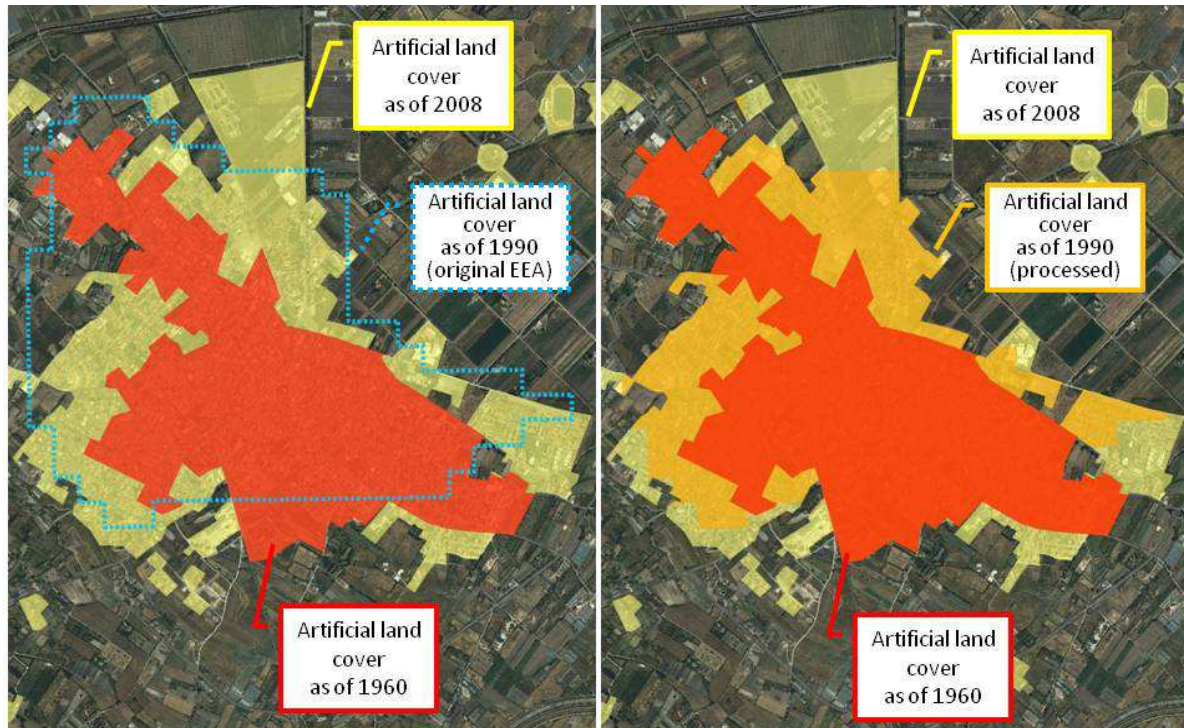 Artificial land
cover
as of 2008
Artificial land
cover
as of 1990
(original EEA)
Artificial land
cover
as of 1960
Artificial land
cover
as of 2008
Artificial land
cover
as of 1990
(processed)
Artificial land
cover
as of 1960